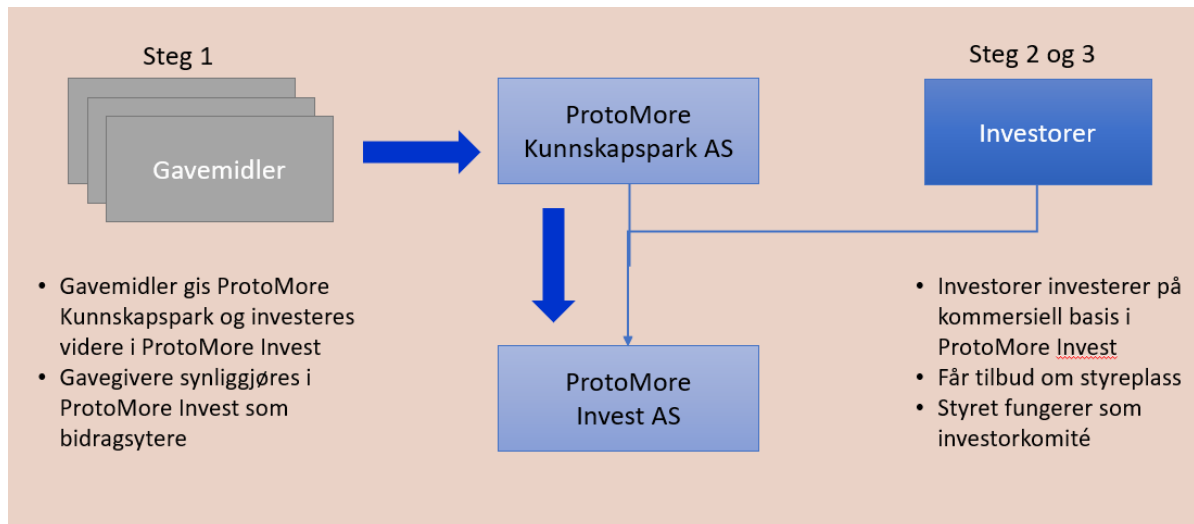 Steg 1
Gavemidler
ProtoMore
Kunnskapspark AS
Steg 2 og 3
Investorer
• Gavemidler gis ProtoMore
Kunnskapspark og investeres
videre i ProtoMore Invest
• Gavegivere synliggjøres i
ProtoMore Invest som
bidragsytere
ProtoMore
Invest AS
• Investorer investerer på
kommersiell basis i
ProtoMore Invest
• Får tilbud om styreplass
• Styret fungerer som
investorkomité